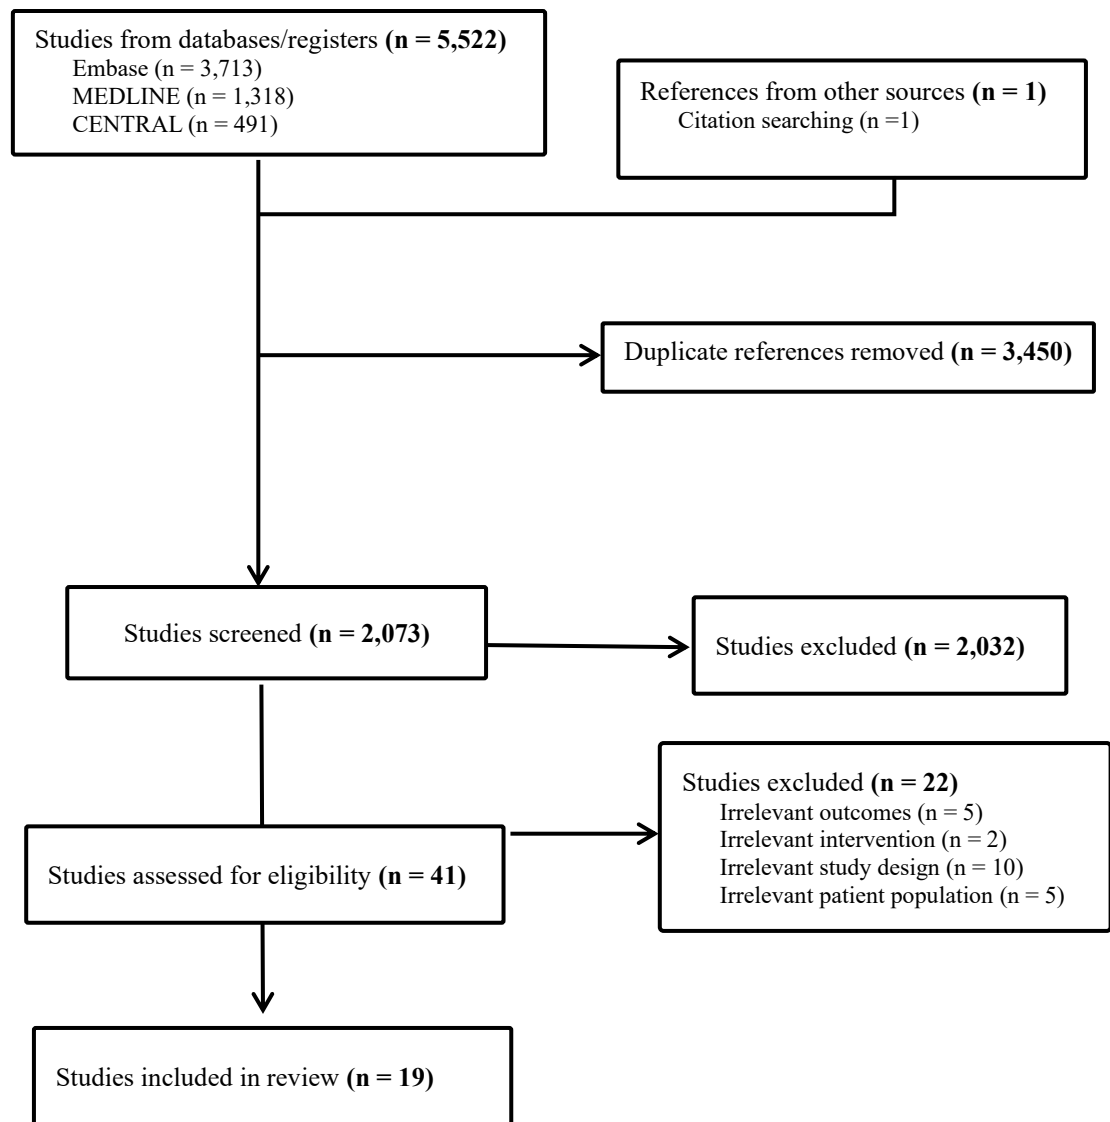 Studies from databases/registers (n = 5,522)
Embase (n = 3,713)
MEDLINE (n = 1,318)
CENTRAL (n = 491)
References from other sources (n = 1)
Citation searching (n =1)
Duplicate references removed (n = 3,450)
Studies screened (n = 2,073)
Studies excluded (n = 2,032)
Studies excluded (n = 22)
Irrelevant outcomes (n = 5)
Irrelevant intervention (n = 2)
Irrelevant study design (n = 10)
Irrelevant patient population (n = 5)
Studies assessed for eligibility (n = 41)
Studies included in review (n = 19)